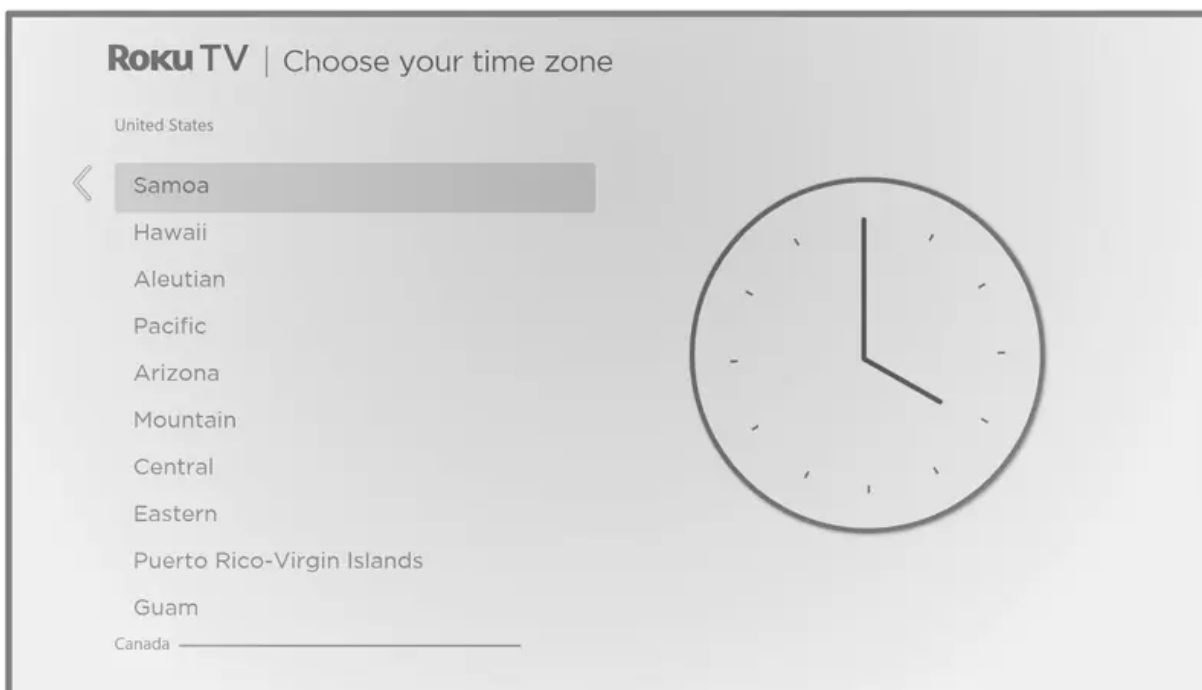 Roku TV | Choose your time zone
United States
Samoa
Hawaii
Aleutian
Pacific
Arizona
Mountain
Central
Eastern
Puerto Rico-Virgin Islands
Guam
Canada